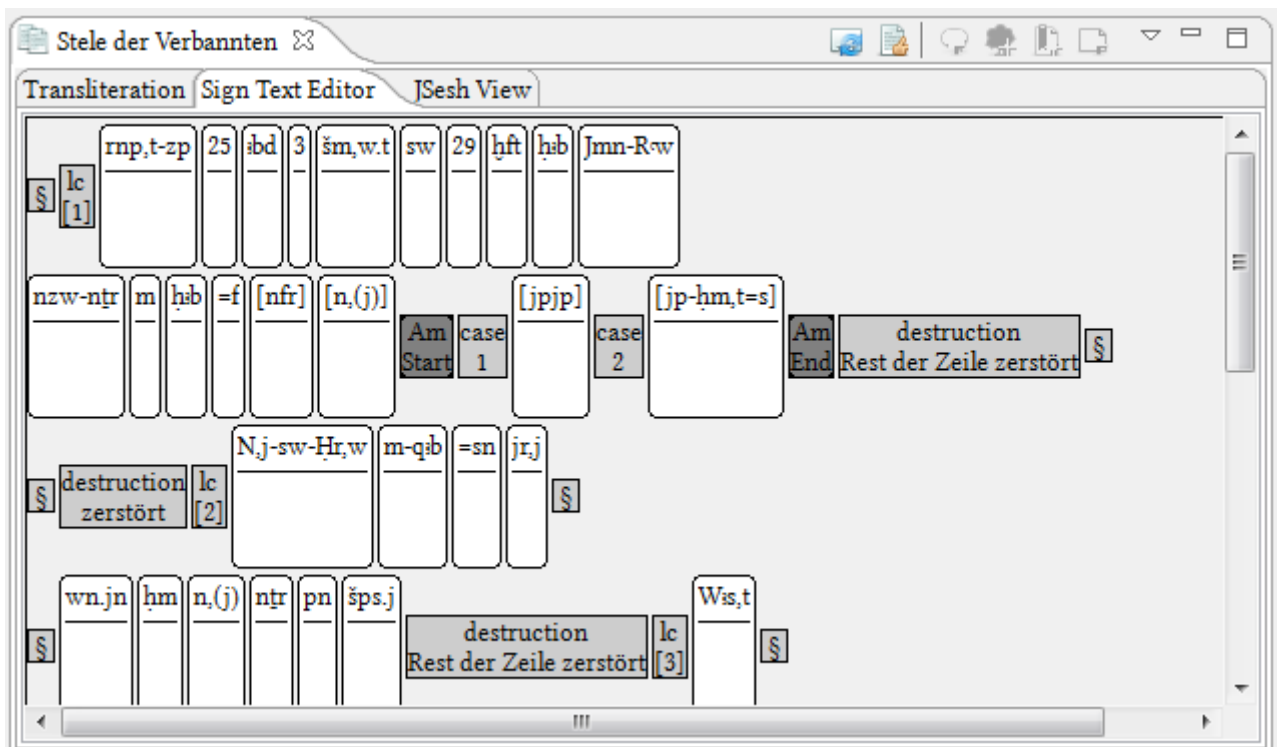 Stele der Verbannten
Transliteration Sign Text Editor JSesh View
§ lc [1] rnp,t-zp 25 ꜣbd 3 šm,w.t sw 29 ḫft ḥꜣb Jmn-Rꜥw
nzw-nṯr m ḥꜣb =f [nfr] [n,(j)] Am Start case 1 [jpjp] case 2 [jp-ḥm,t=s] Am End destruction Rest der Zeile zerstört §
§ destruction zerstört lc [2] N,j-sw-Ḥr,w m-qꜣb =sn jr,j §
§ wn.jn ḥm n,(j) nṯr pn šps.j destruction Rest der Zeile zerstört lc [3] Wꜣs,t §